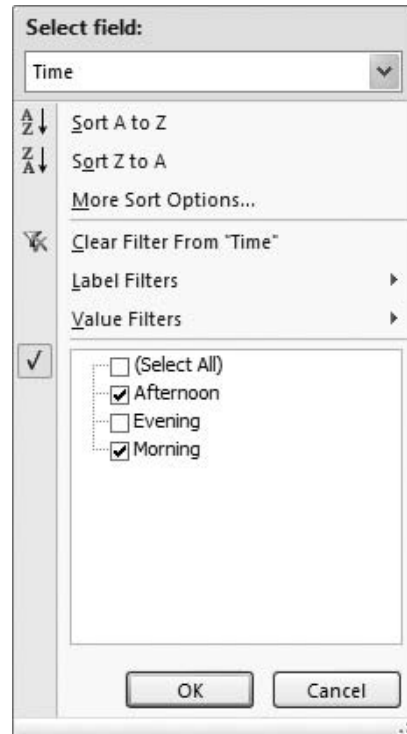 Select field:
Time
Sort A to Z
Sort Z to A
More Sort Options...
Clear Filter From "Time"
Label Filters
Value Filters
(Select All)
Afternoon
Evening
Morning
OK
Cancel